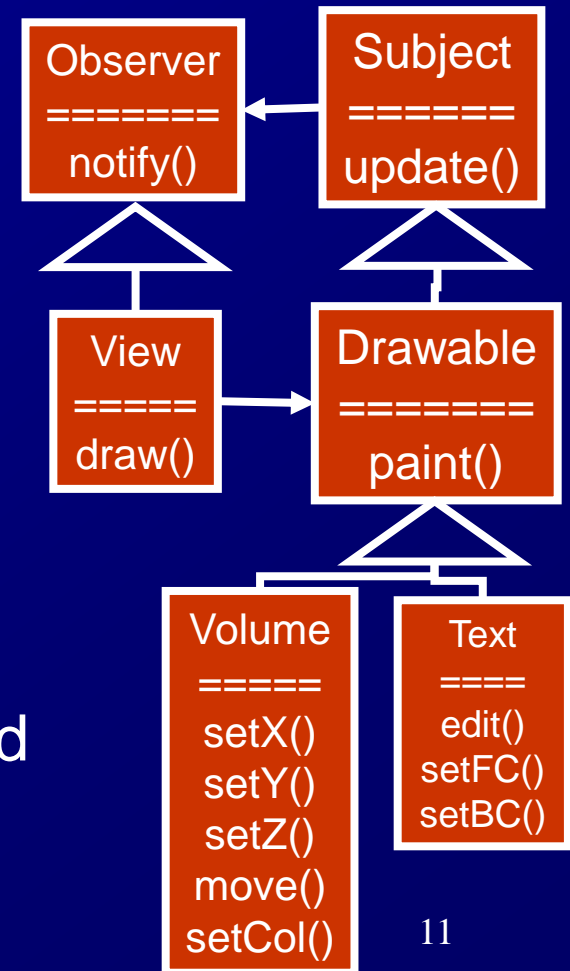 Observer
=======
notify()
Subject
======
update()
View
=====
draw()
Drawable
=======
paint()
Volume
=====
setX()
setY()
setZ()
move()
setCol()
Text
====
edit()
setFC()
setBC()
d
11